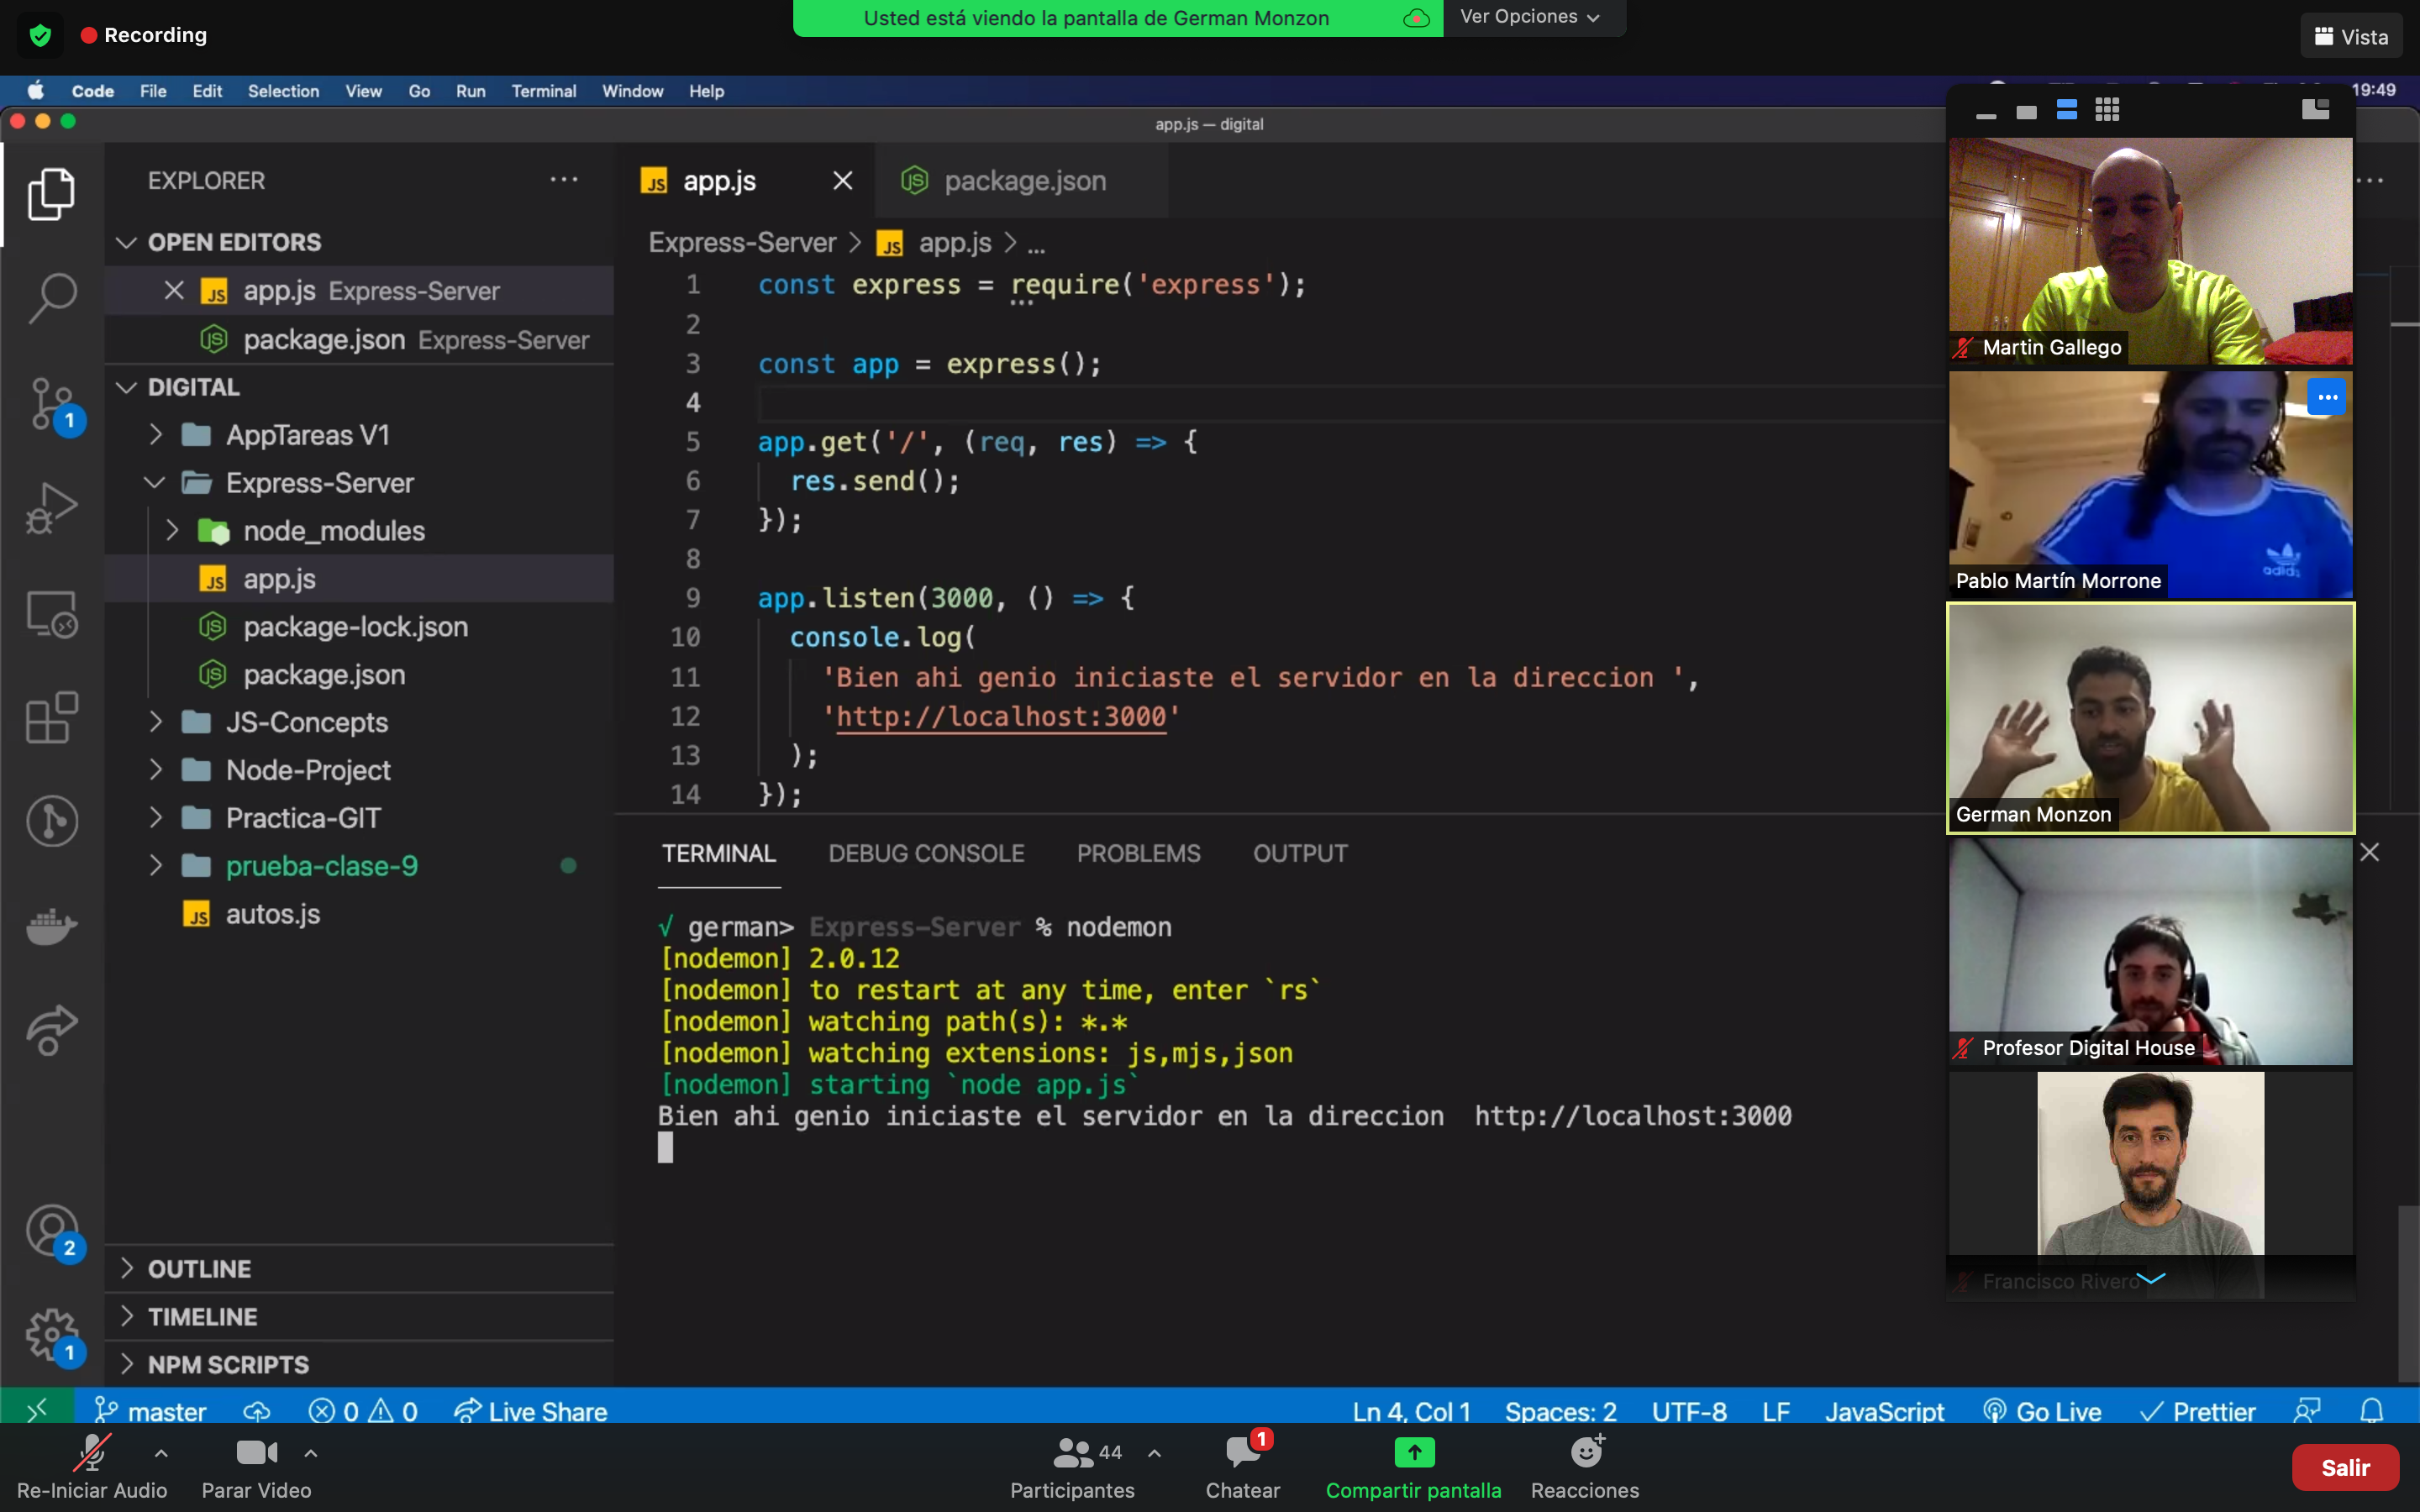 Recording
Usted está viendo la pantalla de German Monzon
Ver Opciones
Vista
Code File Edit Selection View Go Run Terminal Window Help
19:49
app.js — digital
EXPLORER
OPEN EDITORS
app.js Express-Server
package.json Express-Server
DIGITAL
AppTareas V1
Express-Server
node_modules
app.js
package-lock.json
package.json
JS-Concepts
Node-Project
Practica-GIT
prueba-clase-9
autos.js
OUTLINE
TIMELINE
NPM SCRIPTS
1
2
1
app.js
package.json
Express-Server > app.js > ...
1 const express = require('express');
2
3 const app = express();
4
5 app.get('/', (req, res) => {
6 res.send();
7 });
8
9 app.listen(3000, () => {
10 console.log(
11 'Bien ahi genio iniciaste el servidor en la direccion ',
12 'http://localhost:3000'
13 );
14 });
TERMINAL DEBUG CONSOLE PROBLEMS OUTPUT
√ german> Express-Server % nodemon
[nodemon] 2.0.12
[nodemon] to restart at any time, enter `rs`
[nodemon] watching path(s): *.*
[nodemon] watching extensions: js,mjs,json
[nodemon] starting `node app.js`
Bien ahi genio iniciaste el servidor en la direccion  http://localhost:3000
Martin Gallego
adidas
Pablo Martín Morrone
German Monzon
Profesor Digital House
Francisco Rivero
master 0 0 Live Share
Ln 4, Col 1 Spaces: 2 UTF-8 LF JavaScript Go Live Prettier
Re-Iniciar Audio
Parar Video
44
Participantes
1
Chatear
Compartir pantalla
Reacciones
Salir